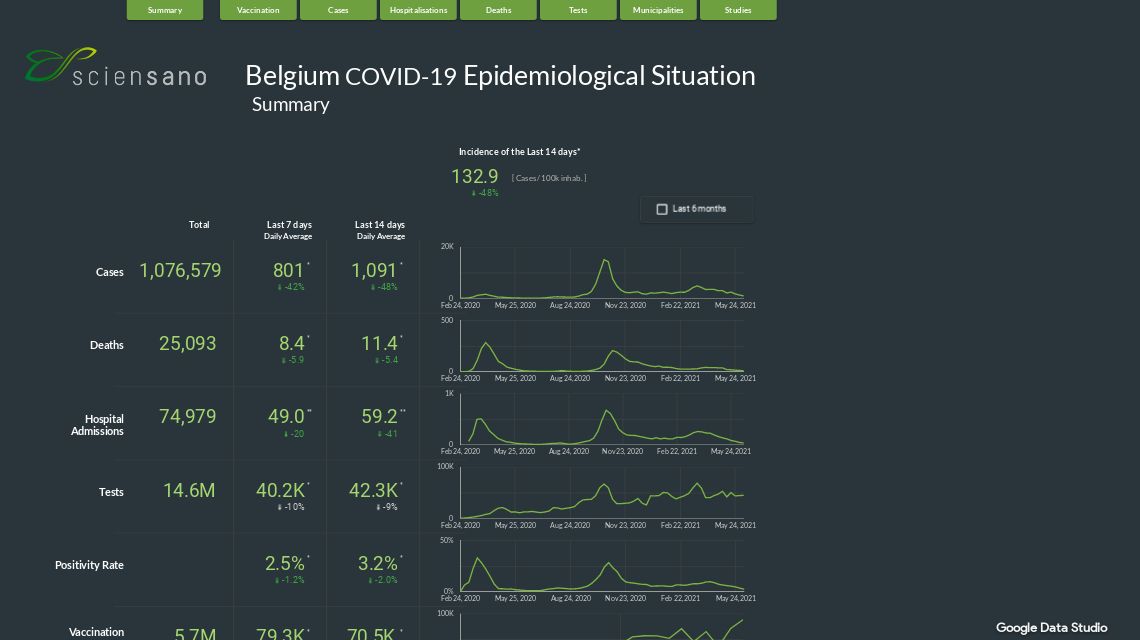 Summary Vaccination Cases Hospitalisations Deaths Tests Municipalities Studies
sciensano
Belgium COVID-19 Epidemiological Situation
Summary
Incidence of the Last 14 days*
132.9 [ Cases/100k inhab. ]
-48%
Last 6 months
Total Last 7 days Last 14 days
Daily Average Daily Average
20K
Cases 1,076,579 801 * 1,091 *
-42% -48%
0
Feb 24, 2020 May 25, 2020 Aug 24, 2020 Nov 23, 2020 Feb 22, 2021 May 24, 2021
500
Deaths 25,093 8.4 * 11.4 *
-5.9 -5.4
0
Feb 24, 2020 May 25, 2020 Aug 24, 2020 Nov 23, 2020 Feb 22, 2021 May 24, 2021
1K
Hospital Admissions 74,979 49.0 ** 59.2 **
-20 -41
0
Feb 24, 2020 May 25, 2020 Aug 24, 2020 Nov 23, 2020 Feb 22, 2021 May 24, 2021
100K
Tests 14.6M 40.2K * 42.3K *
-10% -9%
0
Feb 24, 2020 May 25, 2020 Aug 24, 2020 Nov 23, 2020 Feb 22, 2021 May 24, 2021
50%
Positivity Rate 2.5% * 3.2% *
-1.2% -2.0%
0%
Feb 24, 2020 May 25, 2020 Aug 24, 2020 Nov 23, 2020 Feb 22, 2021 May 24, 2021
100K
Vaccination 5.7M 79.3K * 70.5K *
Google Data Studio